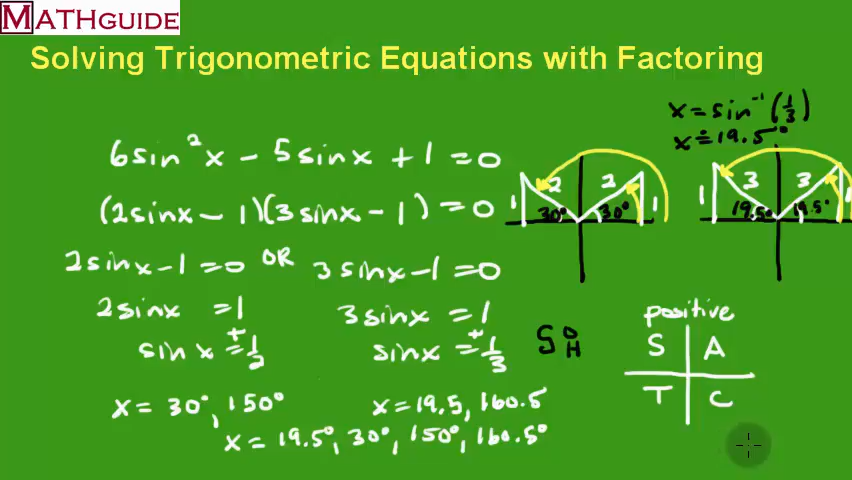 MATHGUIDE
Solving Trigonometric Equations with Factoring
x = sin⁻¹(1/3)
x ≐ 19.5°
6sin²x - 5sinx + 1 = 0
(2sinx - 1)(3sinx - 1) = 0
2sinx - 1 = 0 OR 3sinx - 1 = 0
2sinx = 1
3sinx = 1
sinx = +1/2
sinx = +1/3
x = 30°, 150°
x = 19.5, 160.5
x = 19.5°, 30°, 150°, 160.5°
1 2 2 1
30° 30°
1 3 3 1
19.5° 19.5°
S O H
positive
S A
T C